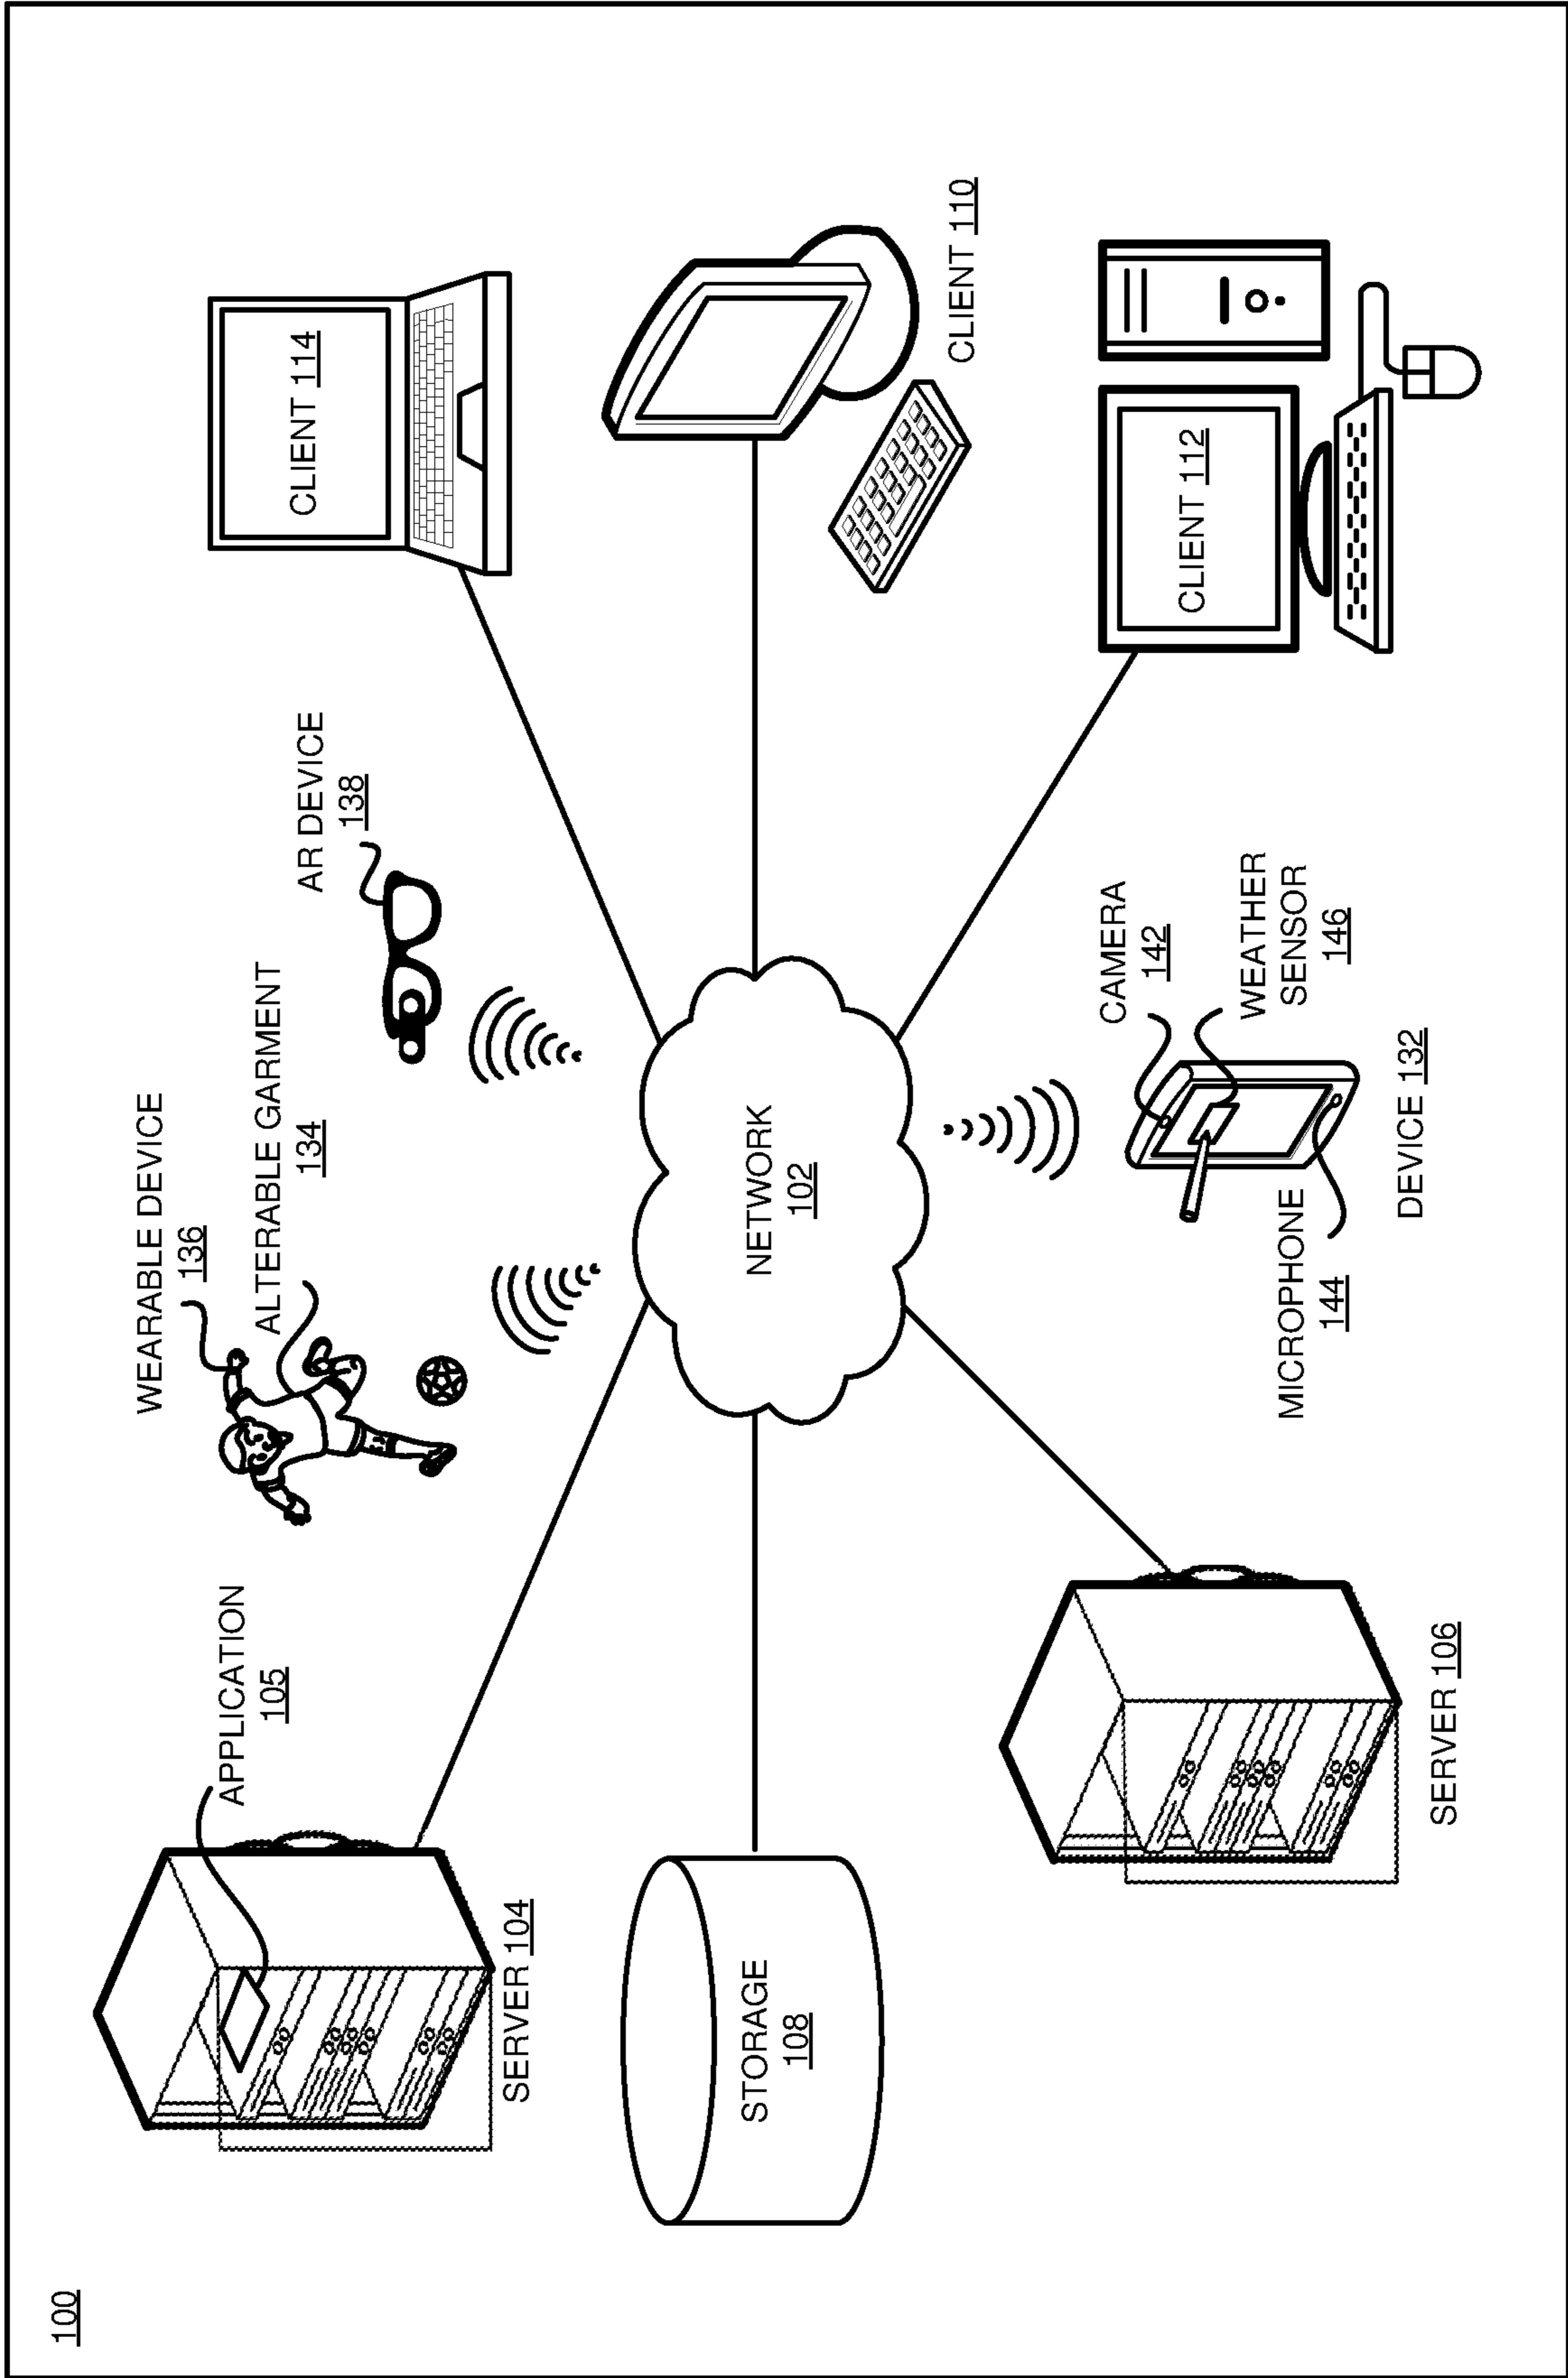 100
APPLICATION
105
SERVER 104
STORAGE
108
SERVER 106
WEARABLE DEVICE
136
ALTERABLE GARMENT
134
AR DEVICE
138
NETWORK
102
CAMERA
142
WEATHER
SENSOR
146
MICROPHONE
144
DEVICE 132
CLIENT 114
CLIENT 110
CLIENT 112